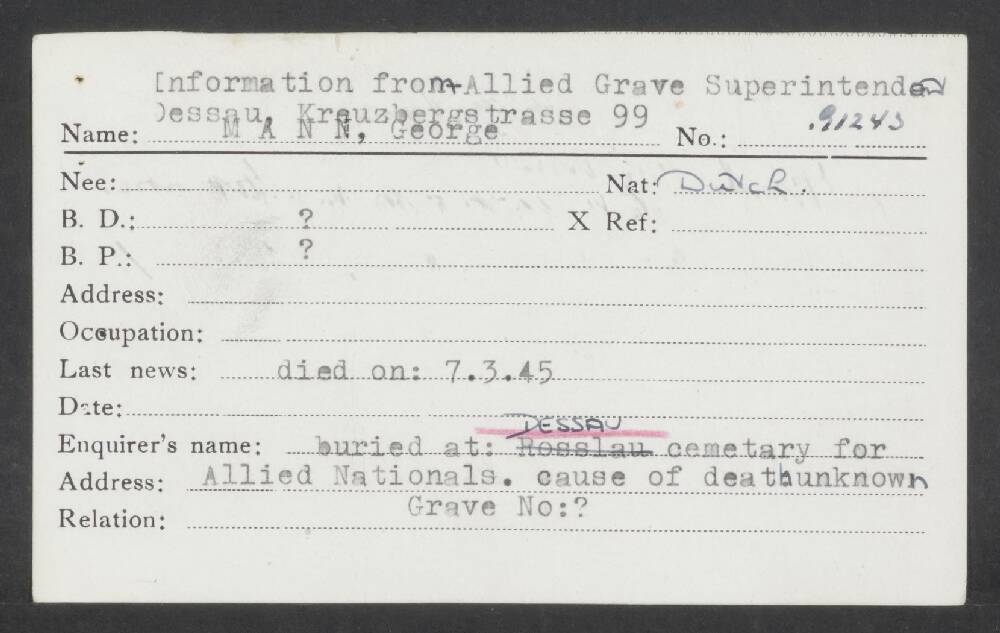 Information from Allied Grave Superintenden
Dessau, Kreuzbergstrasse 99
Name: M A N N, George No.: 91243
Nee: Nat: Dutch.
B. D.: ? X Ref:
B. P.: ?
Address:
Occupation:
Last news: died on: 7.3.45
Date:
DESSAU
Enquirer's name: buried at: Rosslau cemetary for
Address: Allied Nationals. cause of deathunknown
Grave No:?
Relation: